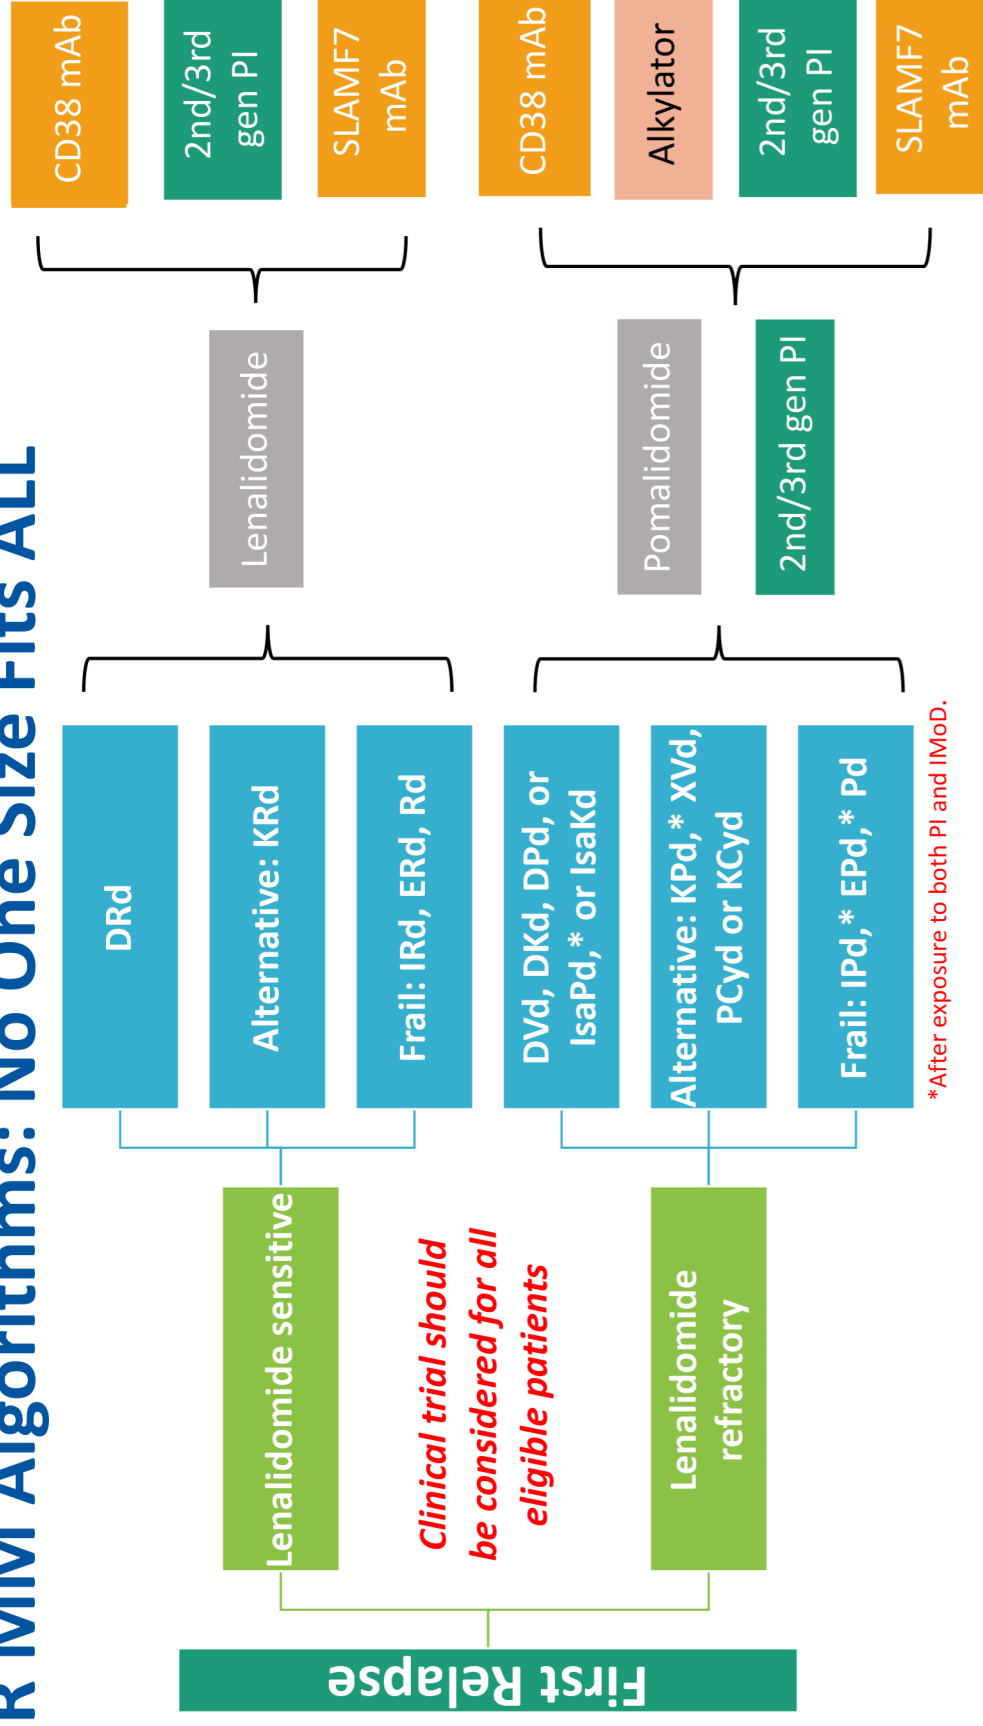 R MM Algorithms: No One Size Fits ALL
First Relapse
Lenalidomide sensitive
Clinical trial should
be considered for all
eligible patients
Lenalidomide
refractory
DRd
Alternative: KRd
Frail: IRd, ERd, Rd
DVd, DKd, DPd, or
IsaPd,* or IsaKd
Alternative: KPd,* XVd,
PCyd or KCyd
Frail: IPd,* EPd,* Pd
*After exposure to both PI and IMoD.
Lenalidomide
Pomalidomide
2nd/3rd gen PI
CD38 mAb
2nd/3rd
gen PI
SLAMF7
mAb
CD38 mAb
Alkylator
2nd/3rd
gen PI
SLAMF7
mAb